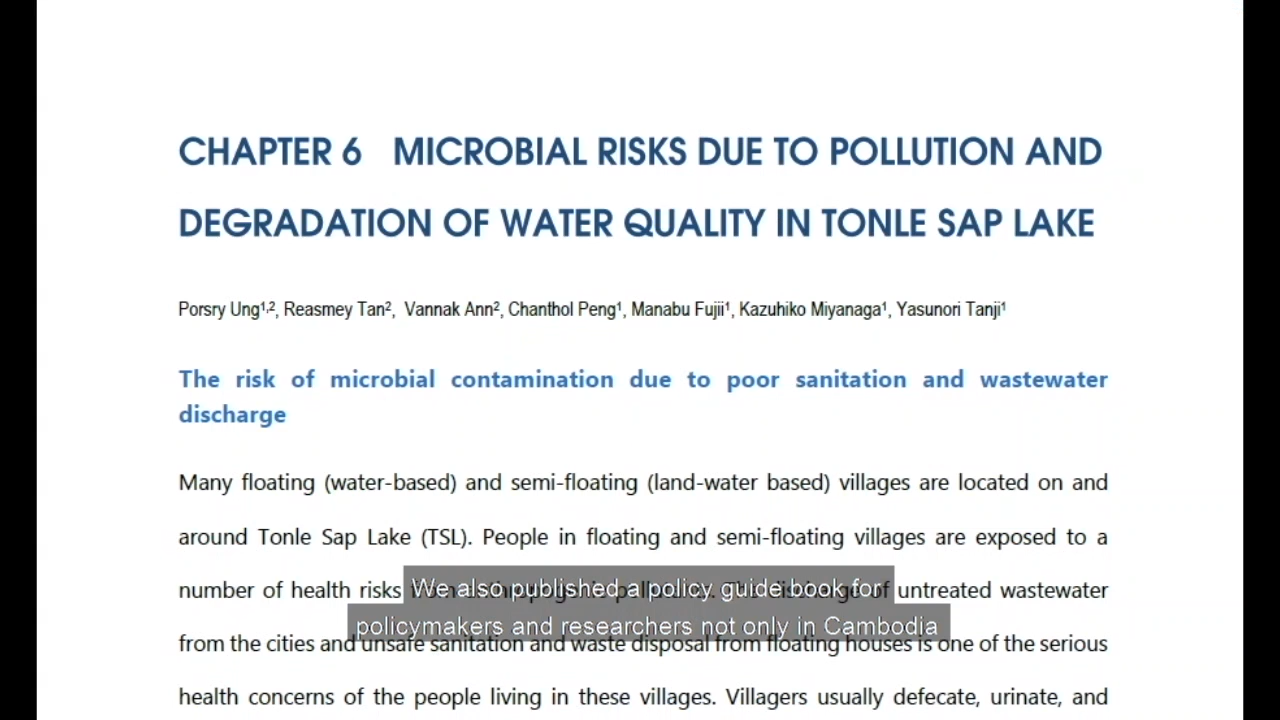 CHAPTER 6 MICROBIAL RISKS DUE TO POLLUTION AND
DEGRADATION OF WATER QUALITY IN TONLE SAP LAKE
Porsry Ung¹,², Reasmey Tan², Vannak Ann², Chanthol Peng¹, Manabu Fujii¹, Kazuhiko Miyanaga¹, Yasunori Tanji¹
The risk of microbial contamination due to poor sanitation and wastewater
discharge
Many floating (water-based) and semi-floating (land-water based) villages are located on and
around Tonle Sap Lake (TSL). People in floating and semi-floating villages are exposed to a
number of health risks from anthropogenic pollutants. The discharge of untreated wastewater
We also published a policy guide book for
policymakers and researchers not only in Cambodia
from the cities and unsafe sanitation and waste disposal from floating houses is one of the serious
health concerns of the people living in these villages. Villagers usually defecate, urinate, and